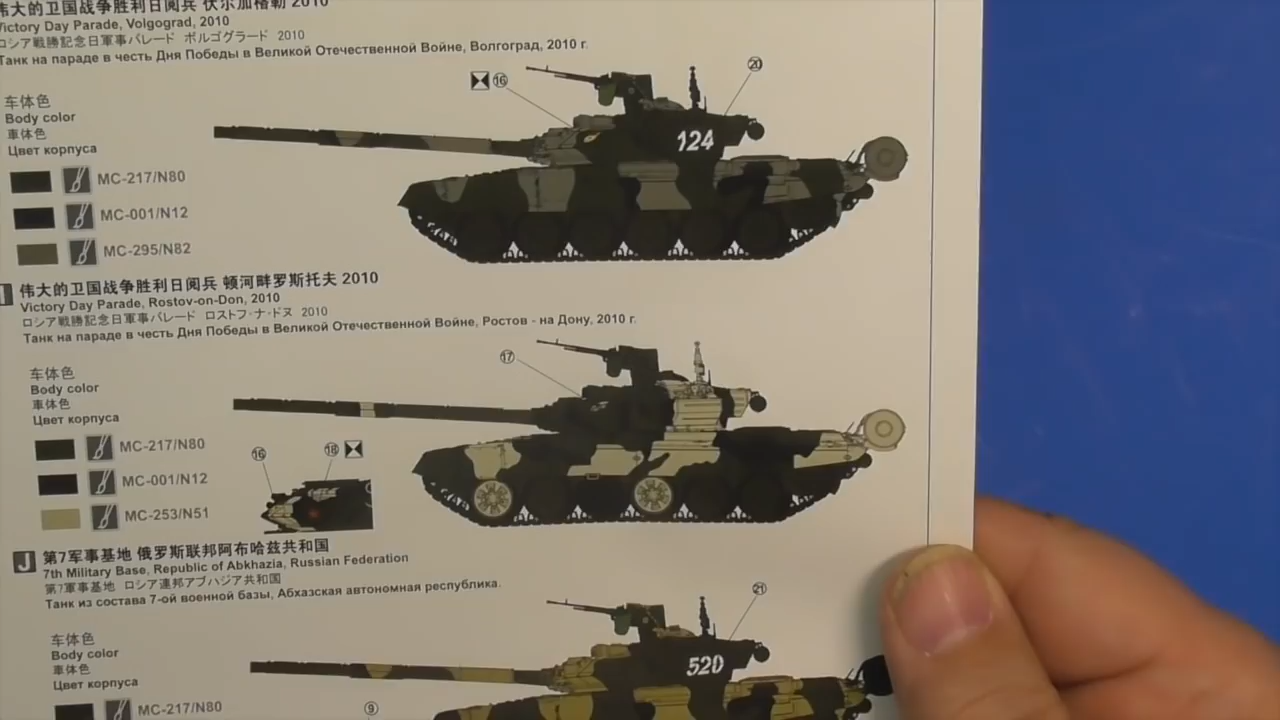 伟大的卫国战争胜利日阅兵 伏尔加格勒 2010
Victory Day Parade, Volgograd, 2010
ロシア戦勝記念日軍事パレード ボルゴグラード 2010
Танк на параде в честь Дня Победы в Великой Отечественной Войне, Волгоград, 2010 г.
16
20
车体色
Body color
車体色
Цвет корпуса
124
MC-217/N80
MC-001/N12
MC-295/N82
伟大的卫国战争胜利日阅兵 顿河畔罗斯托夫 2010
Victory Day Parade, Rostov-on-Don, 2010
ロシア戦勝記念日軍事パレード ロストフ・ナ・ドヌ 2010
Танк на параде в честь Дня Победы в Великой Отечественной Войне, Ростов - на Дону, 2010 г.
17
车体色
Body color
車体色
Цвет корпуса
MC-217/N80
16
18
MC-001/N12
MC-253/N51
J 第7军事基地 俄罗斯联邦阿布哈兹共和国
7th Military Base, Republic of Abkhazia, Russian Federation
第7軍事基地 ロシア連邦アブハジア共和国
Танк из состава 7-ой военной базы, Абхазская автономная республика.
21
车体色
Body color
車体色
Цвет корпуса
520
MC-217/N80
9